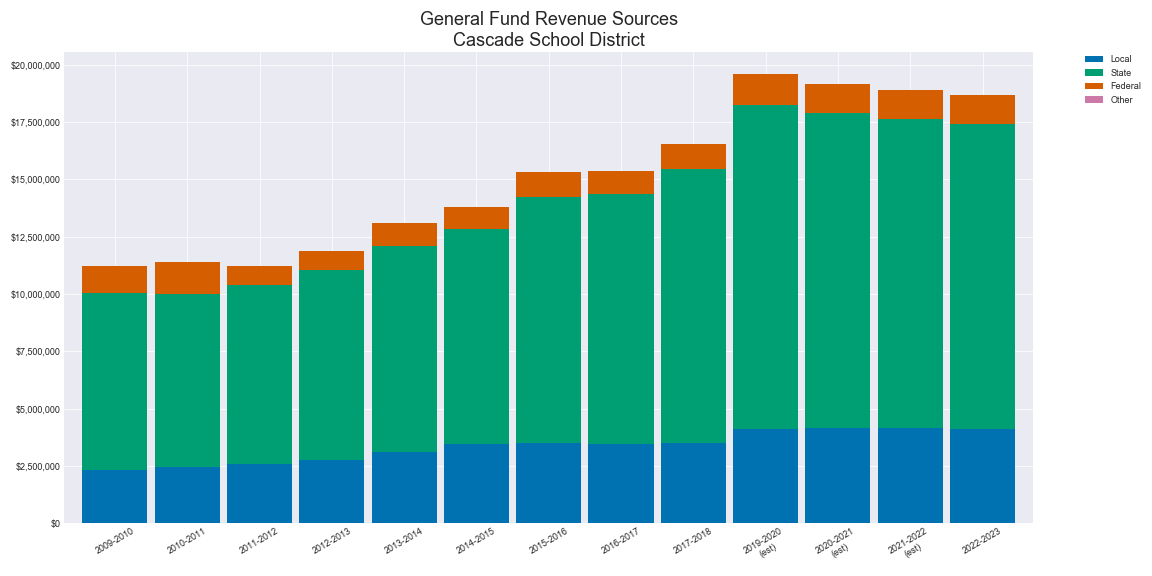 General Fund Revenue Sources
Cascade School District
Local
State
Federal
Other
$20,000,000
$17,500,000
$15,000,000
$12,500,000
$10,000,000
$7,500,000
$5,000,000
$2,500,000
$0
2009-2010
2010-2011
2011-2012
2012-2013
2013-2014
2014-2015
2015-2016
2016-2017
2017-2018
2019-2020
(est)
2020-2021
(est)
2021-2022
(est)
2022-2023